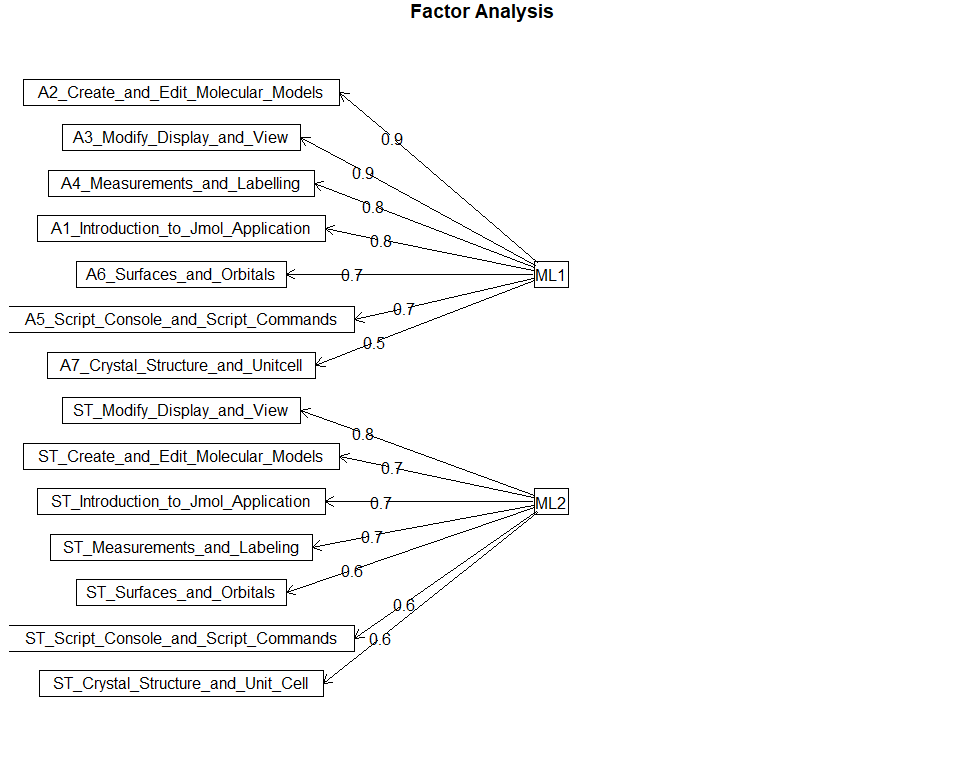 Factor Analysis
A2_Create_and_Edit_Molecular_Models
0.9
A3_Modify_Display_and_View
0.9
A4_Measurements_and_Labelling
0.8
A1_Introduction_to_Jmol_Application
0.8
A6_Surfaces_and_Orbitals
0.7
ML1
A5_Script_Console_and_Script_Commands
0.7
A7_Crystal_Structure_and_Unitcell
0.5
ST_Modify_Display_and_View
0.8
ST_Create_and_Edit_Molecular_Models
0.7
ST_Introduction_to_Jmol_Application
0.7
ML2
ST_Measurements_and_Labeling
0.7
ST_Surfaces_and_Orbitals
0.6
ST_Script_Console_and_Script_Commands
0.6
ST_Crystal_Structure_and_Unit_Cell
0.6